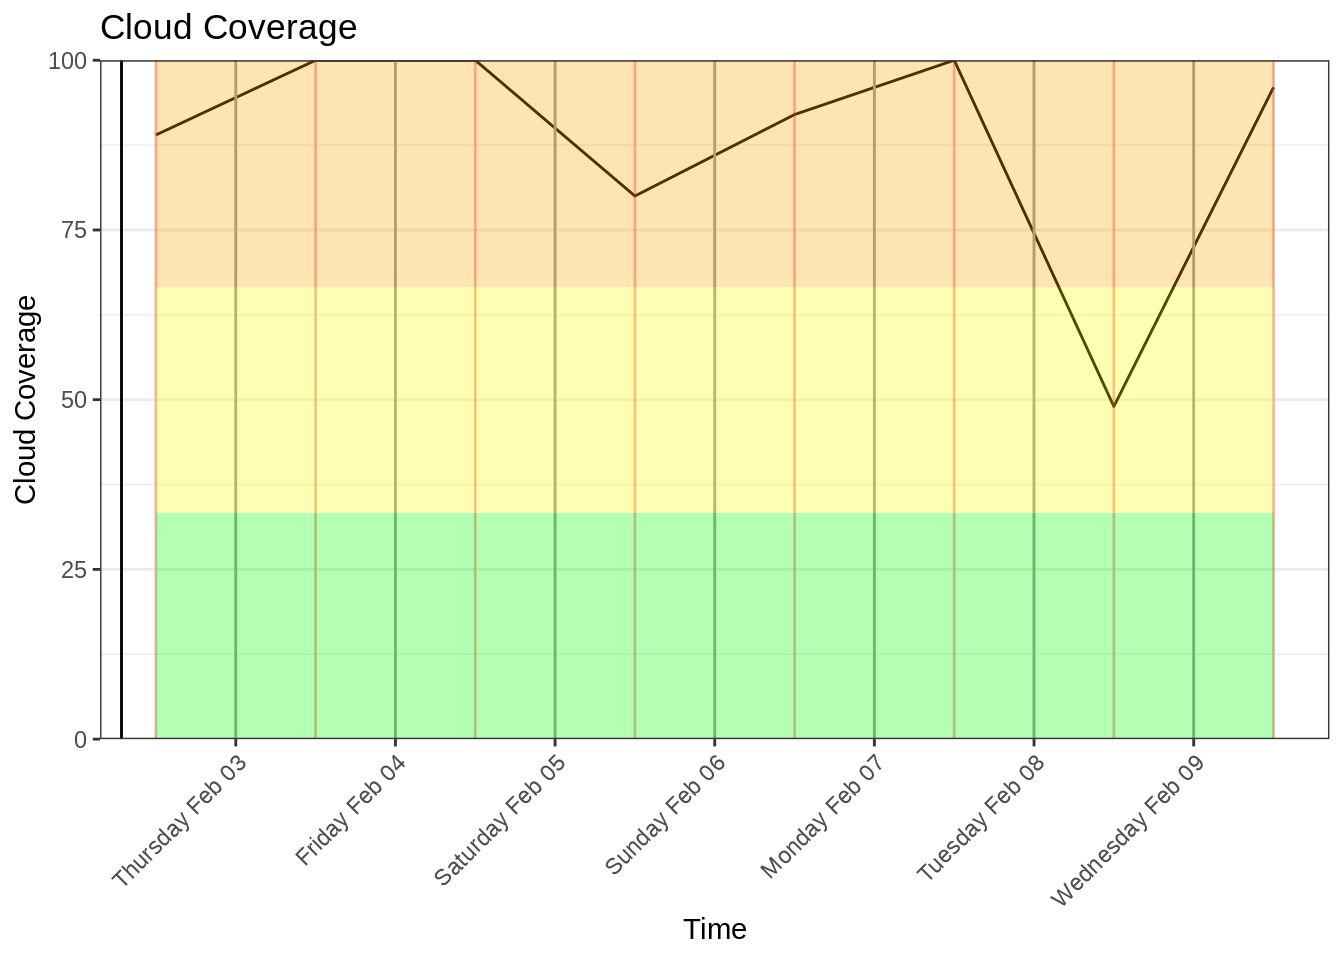 Cloud Coverage
100
75
50
25
0
Cloud Coverage
Thursday Feb 03
Friday Feb 04
Saturday Feb 05
Sunday Feb 06
Monday Feb 07
Tuesday Feb 08
Wednesday Feb 09
Time